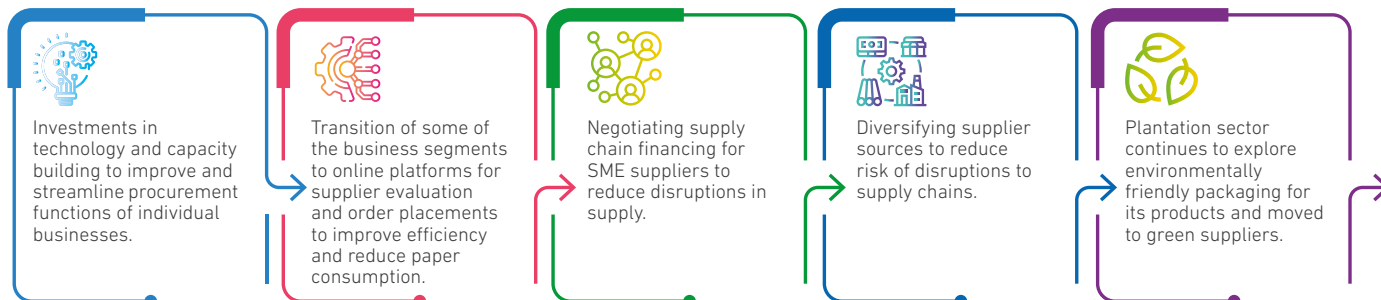 Investments in
technology and capacity
building to improve and
streamline procurement
functions of individual
businesses.
Transition of some of
the business segments
to online platforms for
supplier evaluation
and order placements
to improve efficiency
and reduce paper
consumption.
Negotiating supply
chain financing for
SME suppliers to
reduce disruptions in
supply.
Diversifying supplier
sources to reduce
risk of disruptions to
supply chains.
Plantation sector
continues to explore
environmentally
friendly packaging for
its products and moved
to green suppliers.